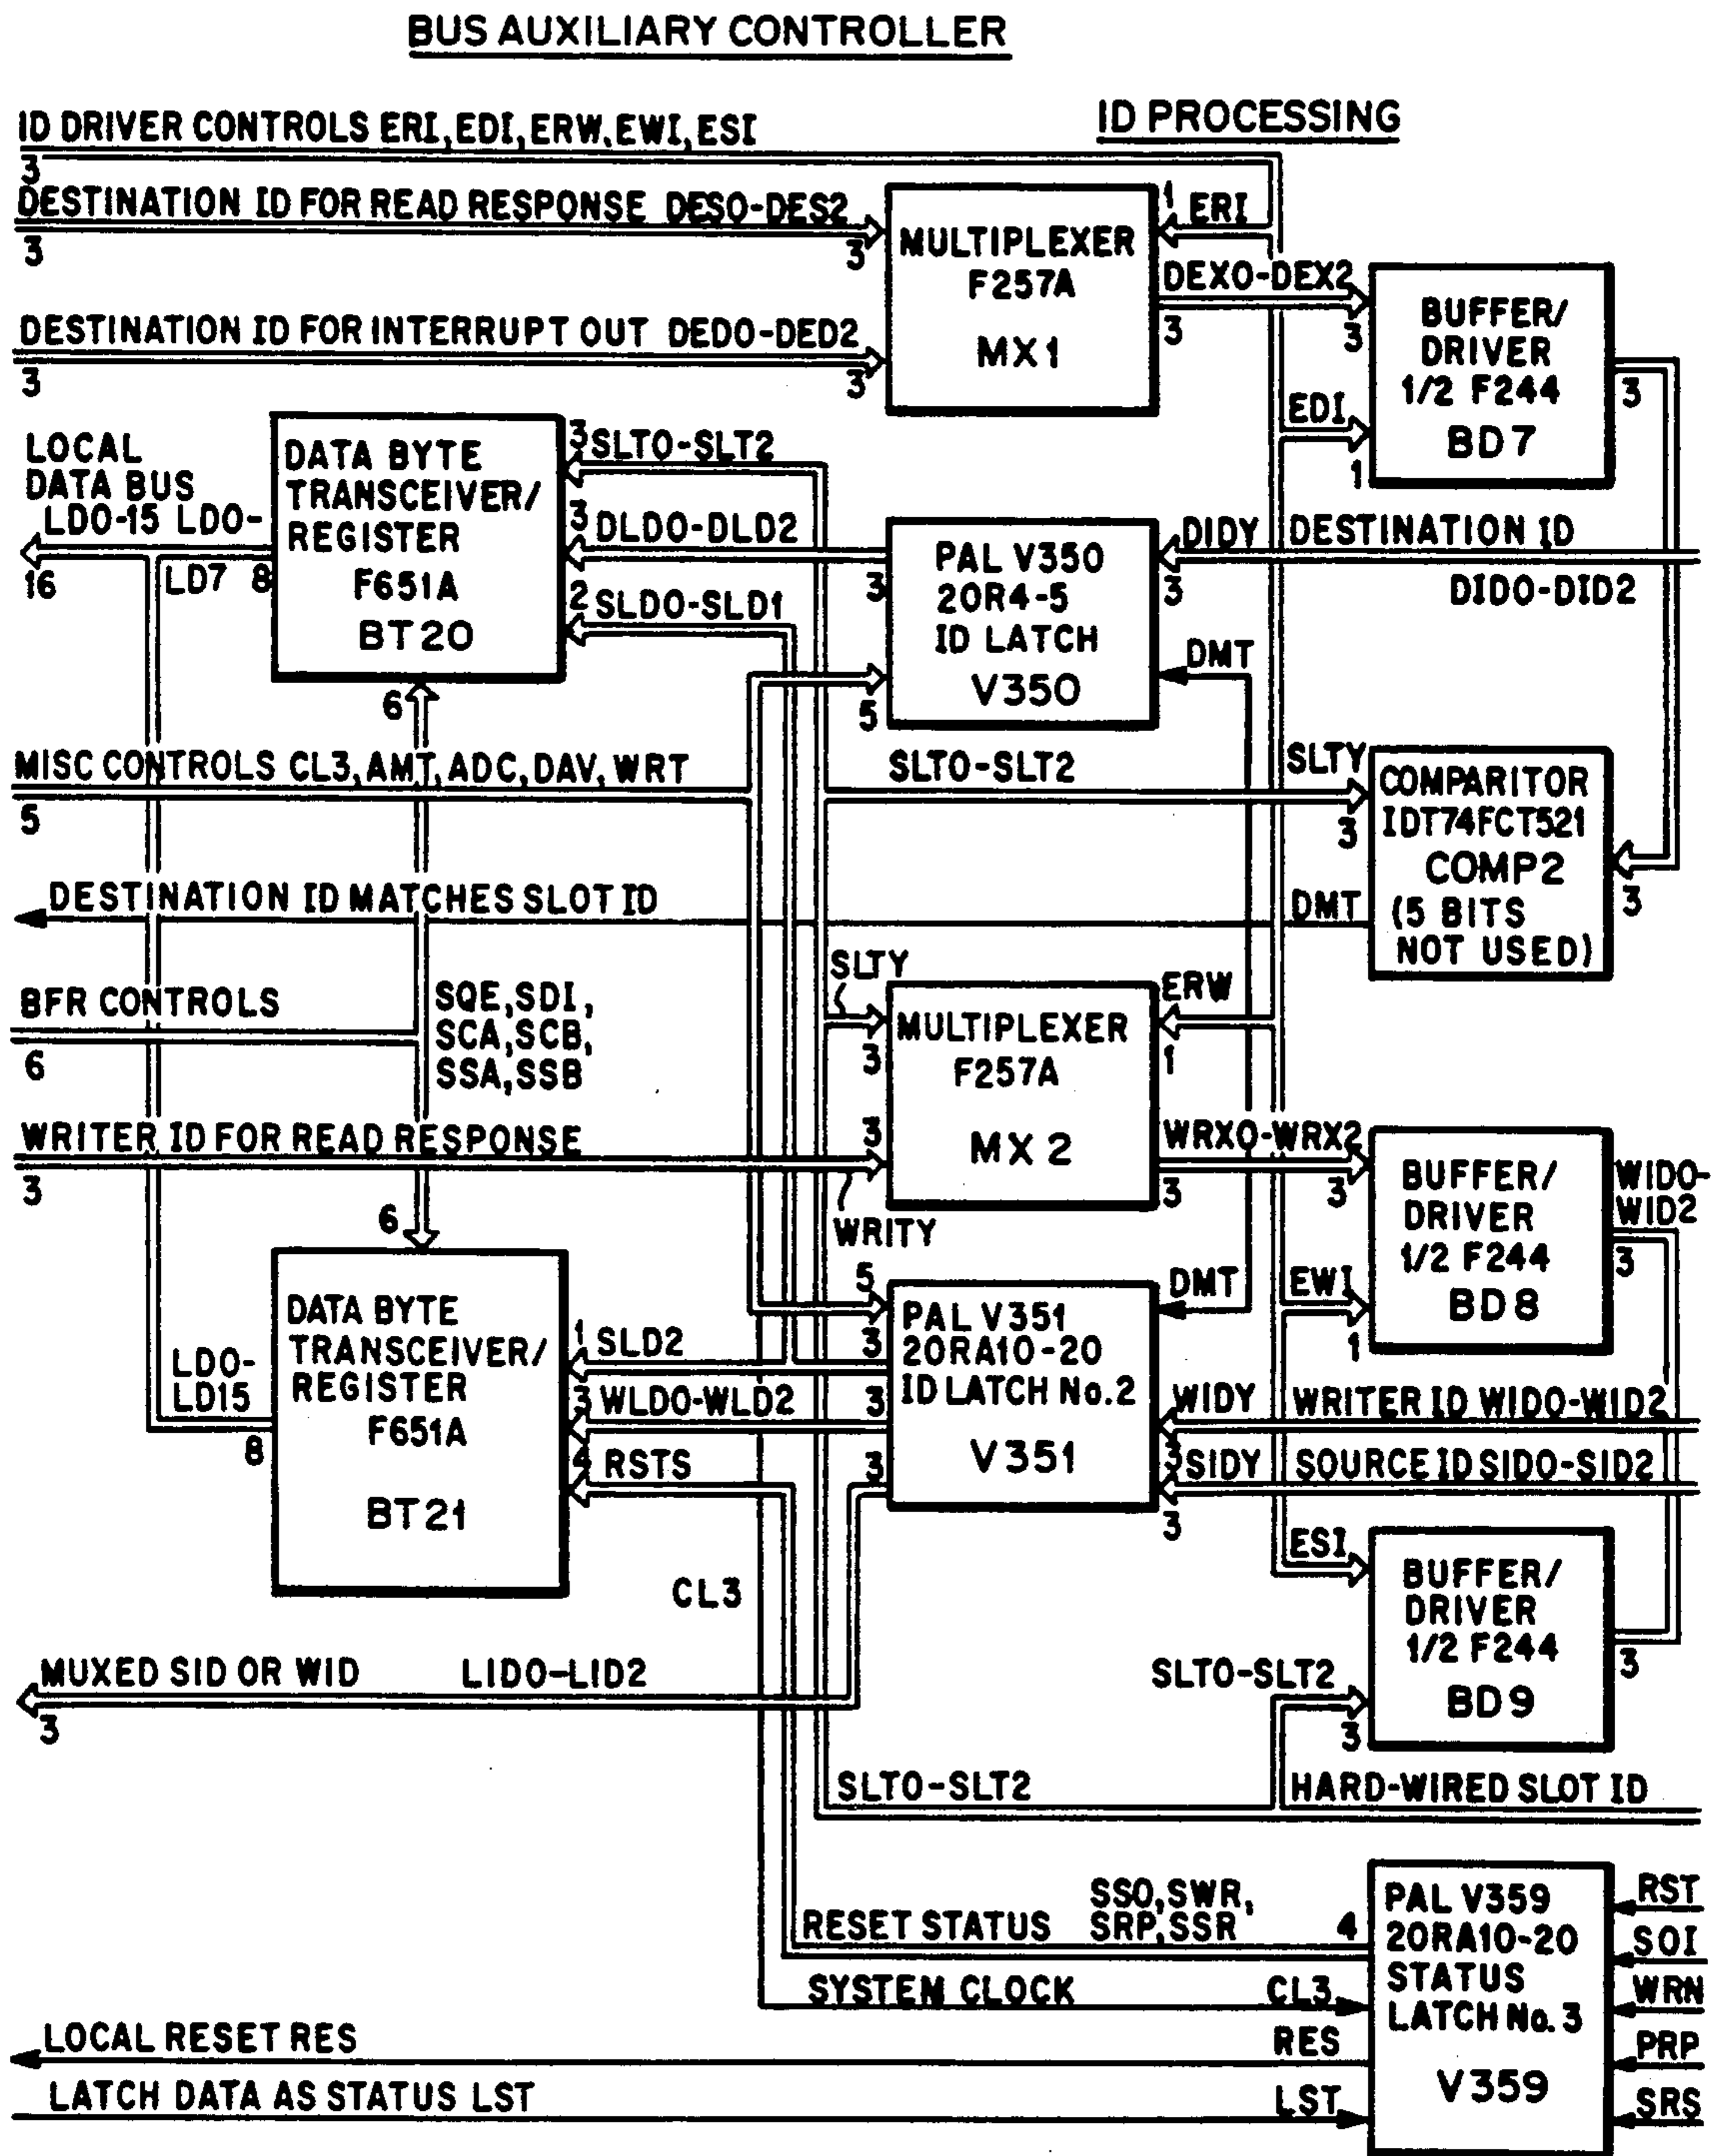 BUS AUXILIARY CONTROLLER
ID PROCESSING
ID DRIVER CONTROLS ERI,EDI,ERW,EWI,ESI
3
DESTINATION ID FOR READ RESPONSE DES0-DES2
3
3
DESTINATION ID FOR INTERRUPT OUT DED0-DED2
3
3
MULTIPLEXER
F257A
MX1
1
ERI
DEX0-DEX2
3
3
BUFFER/
DRIVER
1/2 F244
BD7
3
EDI
1
LOCAL
DATA BUS
LD0-15 LD0-
16
LD7 8
DATA BYTE
TRANSCEIVER/
REGISTER
F651A
BT20
3 SLT0-SLT2
3 DLD0-DLD2
2 SLD0-SLD1
6
3
PAL V350
20R4-5
ID LATCH
V350
5
DIDY DESTINATION ID
3
DID0-DID2
DMT
MISC CONTROLS CL3,AMT,ADC,DAV,WRT
5
SLT0-SLT2
SLTY
3
COMPARITOR
IDT74FCT521
COMP2
(5 BITS
NOT USED)
3
DESTINATION ID MATCHES SLOT ID
DMT
BFR CONTROLS
6
SQE,SDI,
SCA,SCB,
SSA,SSB
SLTY
3
MULTIPLEXER
F257A
MX2
ERW
1
WRITER ID FOR READ RESPONSE
3
3
WRITY
WRX0-WRX2
3
3
BUFFER/
DRIVER
1/2 F244
BD8
WID0-
WID2
3
EWI
1
6
DATA BYTE
TRANSCEIVER/
REGISTER
F651A
BT21
LD0-
LD15
8
1 SLD2
3 WLD0-WLD2
4 RSTS
5
3
3
3
PAL V351
20RA10-20
ID LATCH No.2
V351
DMT
WIDY WRITER ID WID0-WID2
3
SIDY SOURCE ID SID0-SID2
3
ESI
BUFFER/
DRIVER
1/2 F244
BD9
3
CL3
MUXED SID OR WID LID0-LID2
3
SLT0-SLT2
3
SLT0-SLT2
HARD-WIRED SLOT ID
RESET STATUS
SSO,SWR,
SRP,SSR
4
PAL V359
20RA10-20
STATUS
LATCH No.3
V359
RST
SOI
WRN
PRP
SRS
SYSTEM CLOCK CL3
LOCAL RESET RES RES
LATCH DATA AS STATUS LST LST